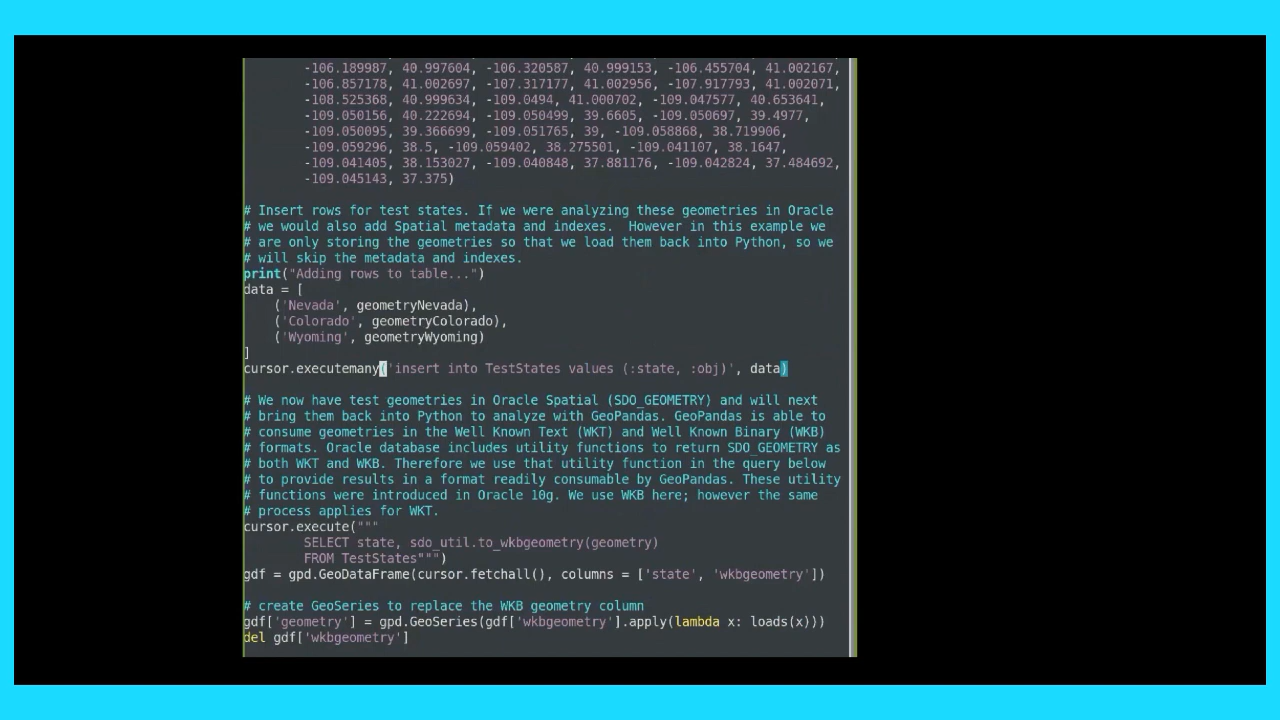 -106.189987, 40.997604, -106.320587, 40.999153, -106.455704, 41.002167,
-106.857178, 41.002697, -107.317177, 41.002956, -107.917793, 41.002071,
-108.525368, 40.999634, -109.0494, 41.000702, -109.047577, 40.653641,
-109.050156, 40.222694, -109.050499, 39.6605, -109.050697, 39.4977,
-109.050095, 39.366699, -109.051765, 39, -109.058868, 38.719906,
-109.059296, 38.5, -109.059402, 38.275501, -109.041107, 38.1647,
-109.041405, 38.153027, -109.040848, 37.881176, -109.042824, 37.484692,
-109.045143, 37.375)
# Insert rows for test states. If we were analyzing these geometries in Oracle
# we would also add Spatial metadata and indexes.  However in this example we
# are only storing the geometries so that we load them back into Python, so we
# will skip the metadata and indexes.
print("Adding rows to table...")
data = [
('Nevada', geometryNevada),
('Colorado', geometryColorado),
('Wyoming', geometryWyoming)
]
cursor.executemany('insert into TestStates values (:state, :obj)', data)
# We now have test geometries in Oracle Spatial (SDO_GEOMETRY) and will next
# bring them back into Python to analyze with GeoPandas. GeoPandas is able to
# consume geometries in the Well Known Text (WKT) and Well Known Binary (WKB)
# formats. Oracle database includes utility functions to return SDO_GEOMETRY as
# both WKT and WKB. Therefore we use that utility function in the query below
# to provide results in a format readily consumable by GeoPandas. These utility
# functions were introduced in Oracle 10g. We use WKB here; however the same
# process applies for WKT.
cursor.execute("""
SELECT state, sdo_util.to_wkbgeometry(geometry)
FROM TestStates""")
gdf = gpd.GeoDataFrame(cursor.fetchall(), columns = ['state', 'wkbgeometry'])
# create GeoSeries to replace the WKB geometry column
gdf['geometry'] = gpd.GeoSeries(gdf['wkbgeometry'].apply(lambda x: loads(x)))
del gdf['wkbgeometry']